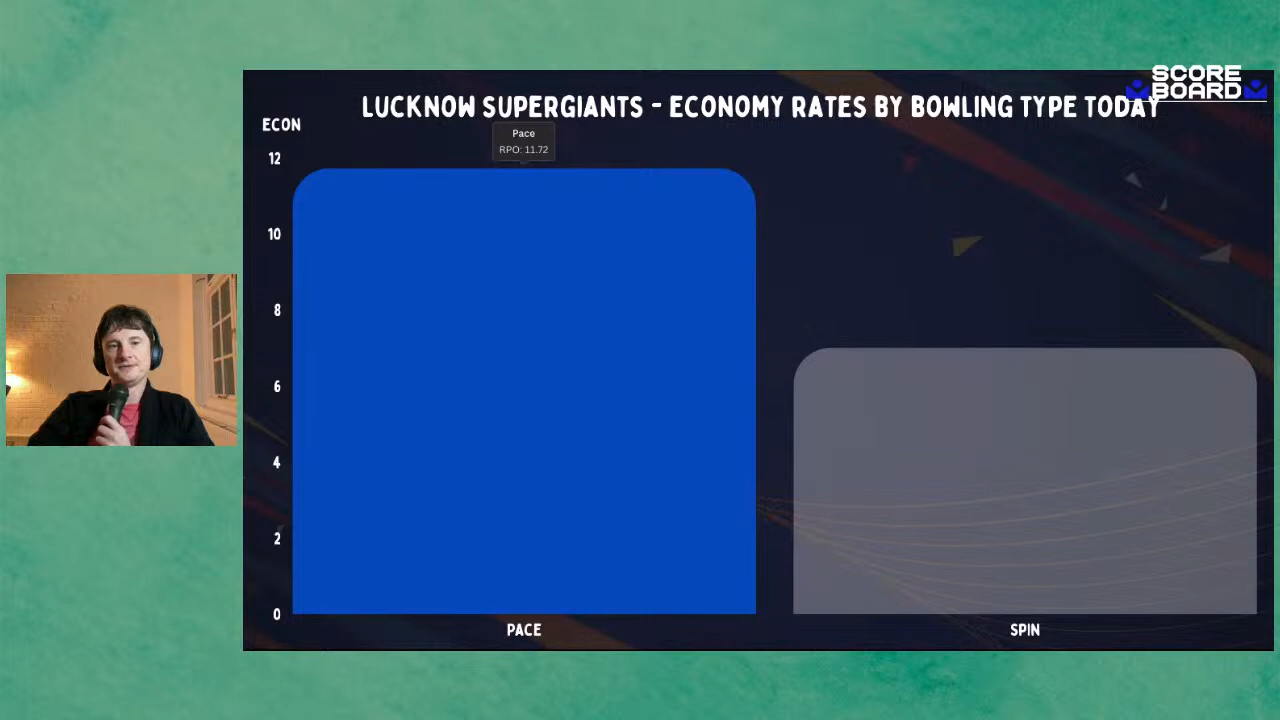 SCORE
BOARD
LUCKNOW SUPERGIANTS - ECONOMY RATES BY BOWLING TYPE TODAY
ECON
Pace
RPO: 11.72
12
10
8
6
4
2
0
PACE
SPIN